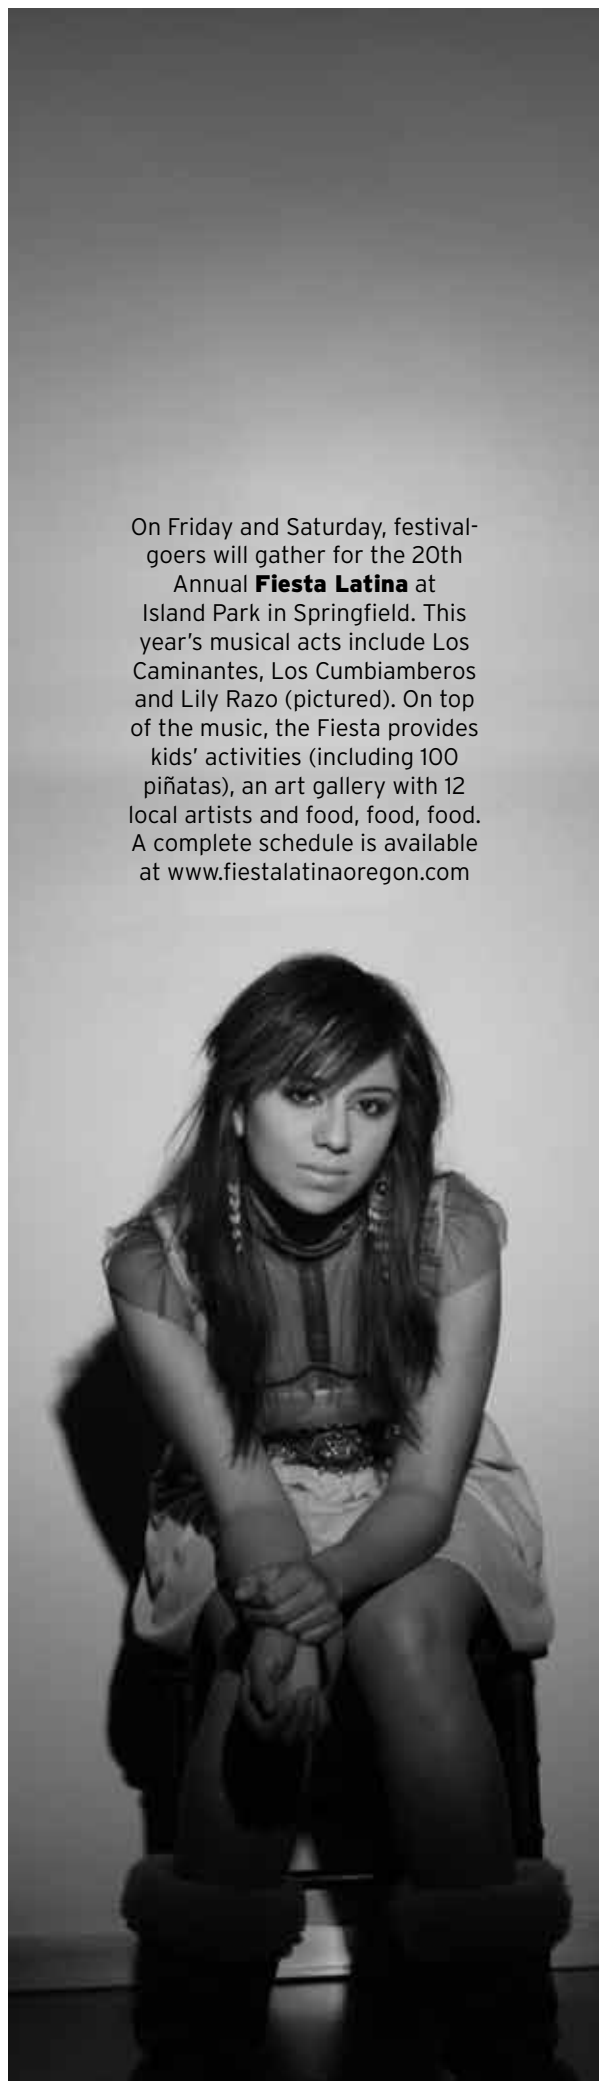 On Friday and Saturday, festival-
goers will gather for the 20th
Annual Fiesta Latina at
Island Park in Springfield. This
year's musical acts include Los
Caminantes, Los Cumbiamberos
and Lily Razo (pictured). On top
of the music, the Fiesta provides
kids' activities (including 100
piñatas), an art gallery with 12
local artists and food, food, food.
A complete schedule is available
at www.fiestalatinaoregon.com